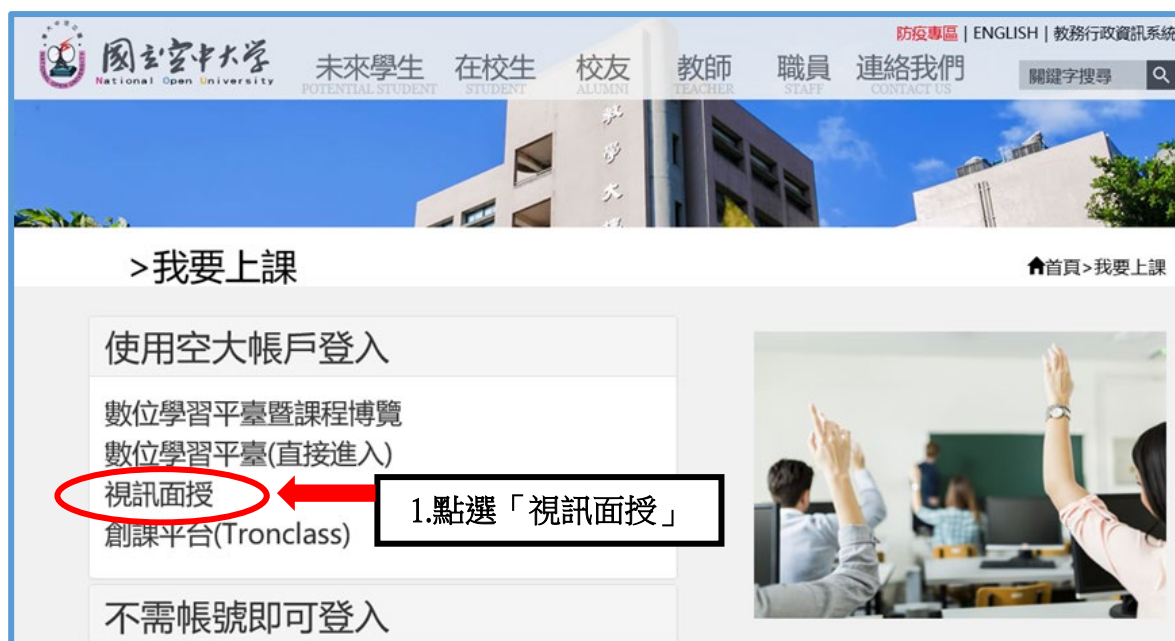 防疫專區 | ENGLISH | 教務行政資訊系統
國立空中大學
National Open University
未來學生 在校生 校友 教師 職員 連絡我們
POTENTIAL STUDENT STUDENT ALUMNI TEACHER STAFF CONTACT US
關鍵字搜尋
教學大樓
>我要上課
首頁>我要上課
使用空大帳戶登入
數位學習平臺暨課程博覽
數位學習平臺(直接進入)
視訊面授
1.點選「視訊面授」
創課平台(Tronclass)
不需帳號即可登入